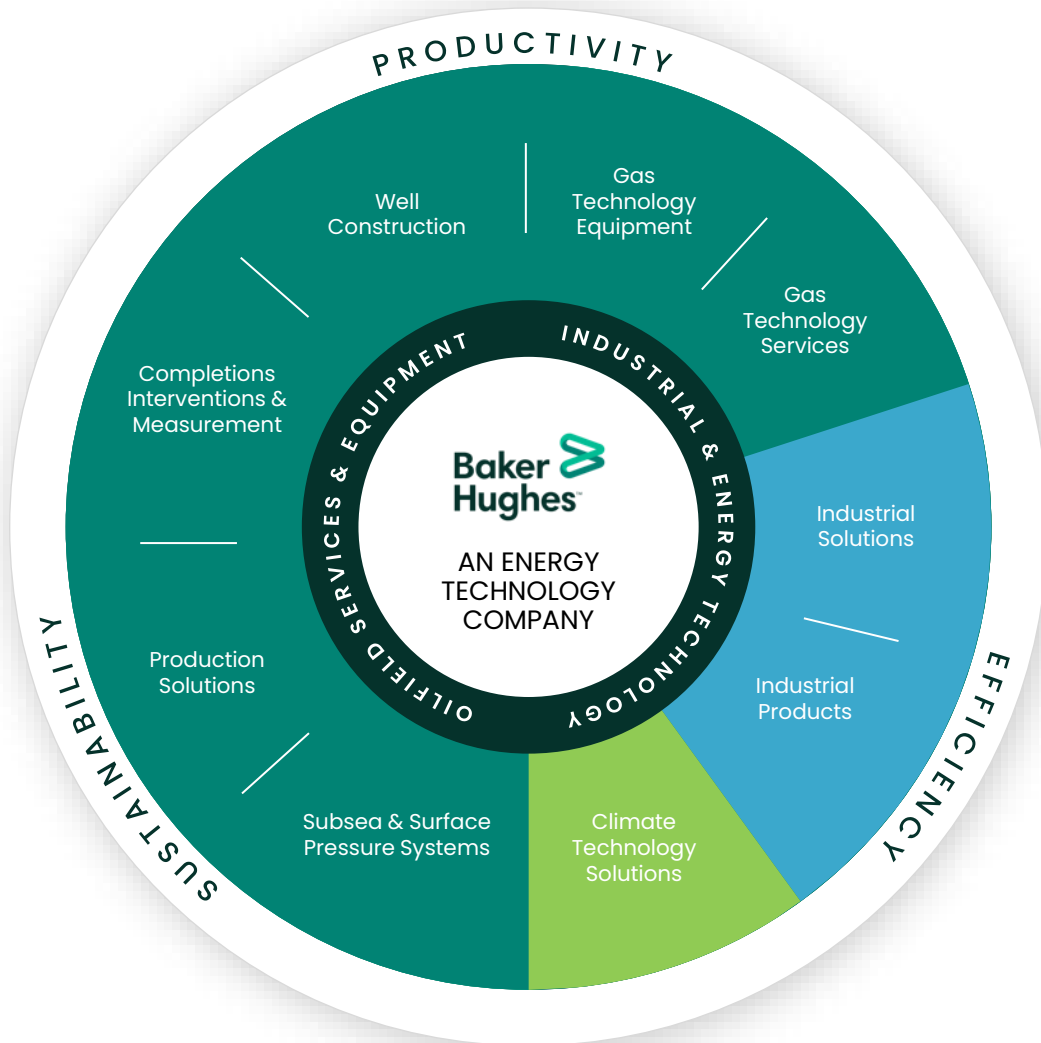 PRODUCTIVITY
Well
Construction
Gas
Technology
Equipment
Gas
Technology
Services
Completions
Interventions &
Measurement
OILFIELD SERVICES & EQUIPMENT
INDUSTRIAL & ENERGY TECHNOLOGY
Baker
Hughes™
AN ENERGY
TECHNOLOGY
COMPANY
Industrial
Solutions
Production
Solutions
Industrial
Products
Subsea & Surface
Pressure Systems
Climate
Technology
Solutions
SUSTAINABILITY
EFFICIENCY